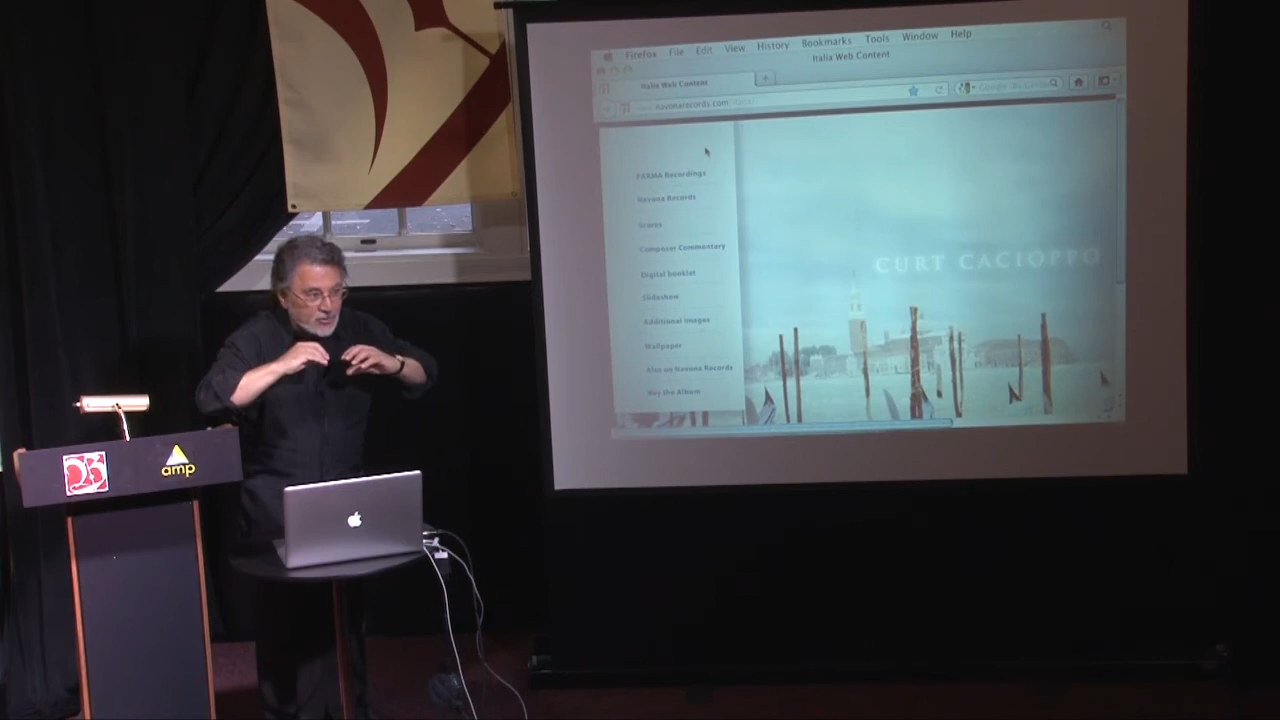 Firefox File Edit View History Bookmarks Tools Window Help
Italia Web Content
Italia Web Content
navonarecords.com
PARMA Recordings
Navona Records
Scores
Composer Commentary
Digital booklet
Slideshow
Additional Images
Wallpaper
Also on Navona Records
Buy the Album
CURT CACIOPPO
amp